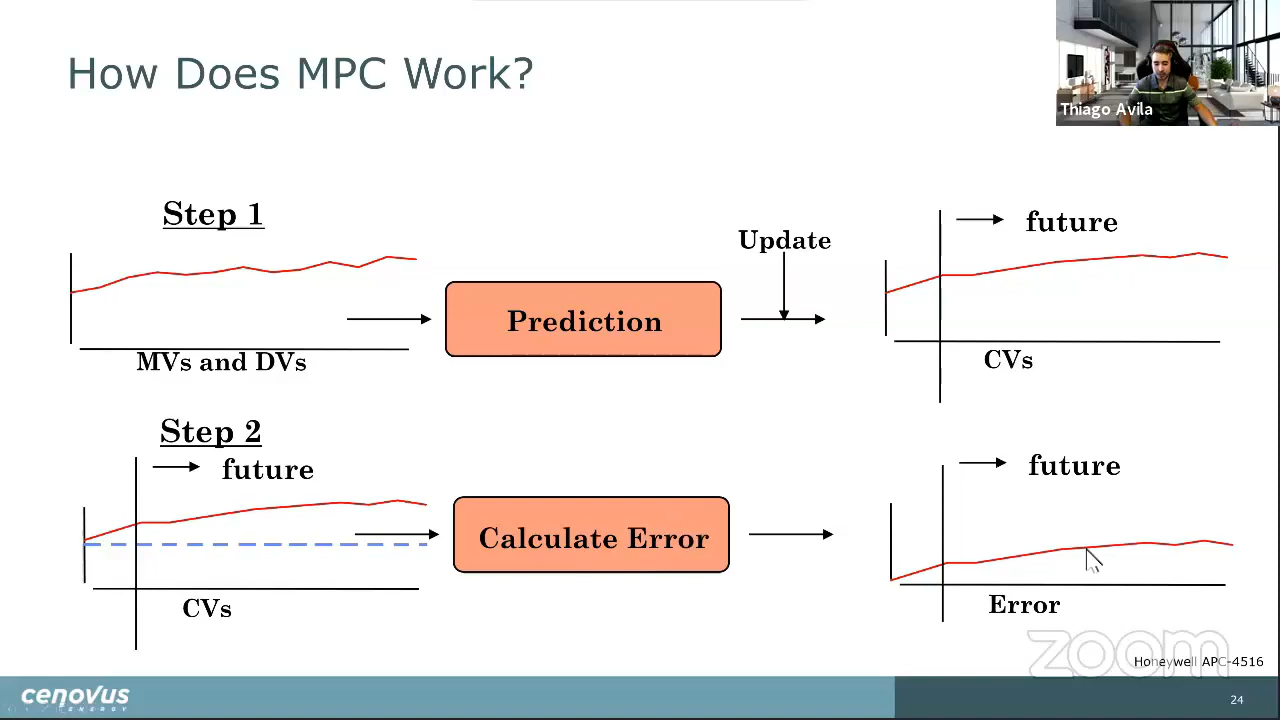 How Does MPC Work?
Thiago Avila
Step 1
Update
future
Prediction
MVs and DVs
CVs
Step 2
future
future
Calculate Error
CVs
Error
zoom
Honeywell APC-4516
cenovus
ENERGY
24